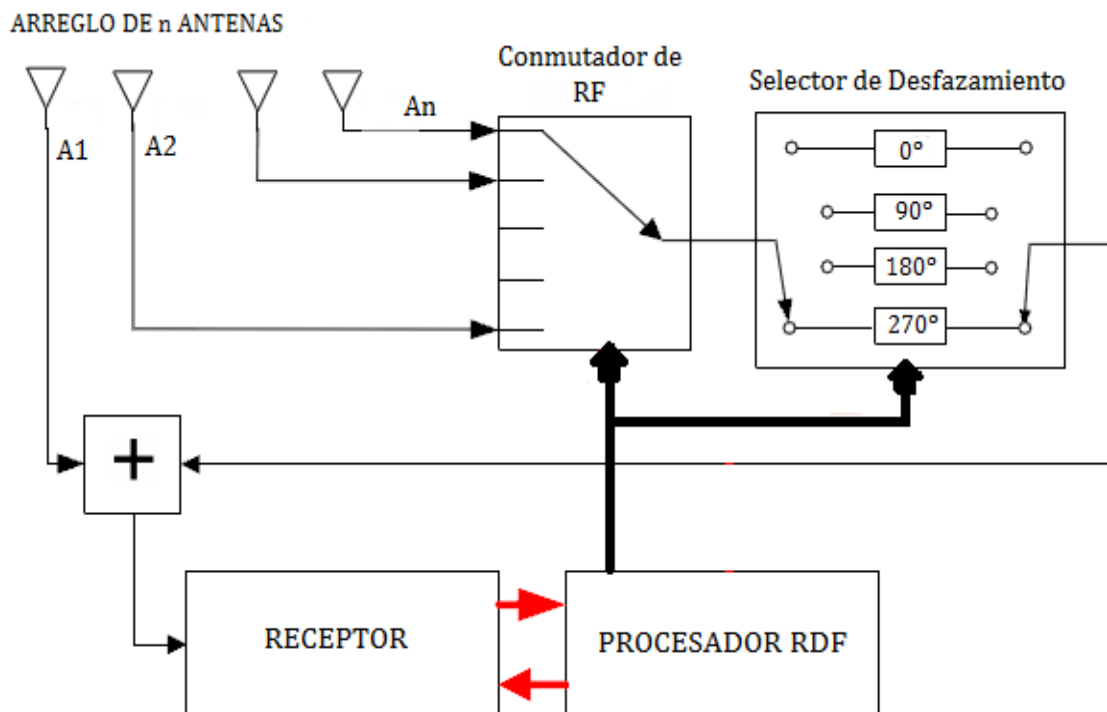 ARREGLO DE n ANTENAS
A1
A2
An
Conmutador de
RF
Selector de Desfazamiento
0°
90°
180°
270°
+
RECEPTOR
PROCESADOR RDF